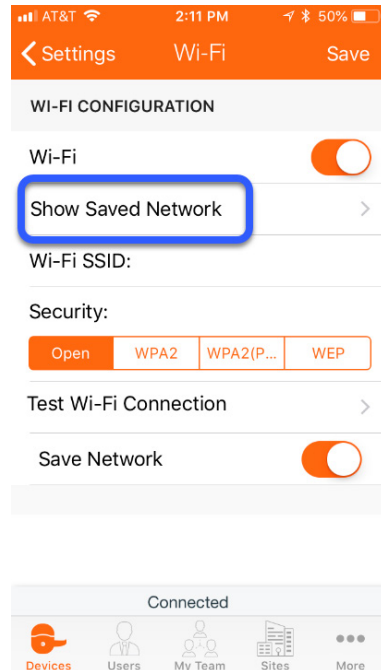 AT&T 2:11 PM 50%
Settings Wi-Fi Save
WI-FI CONFIGURATION
Wi-Fi
Show Saved Network
Wi-Fi SSID:
Security:
Open WPA2 WPA2(P... WEP
Test Wi-Fi Connection
Save Network
Connected
Devices Users My Team Sites More